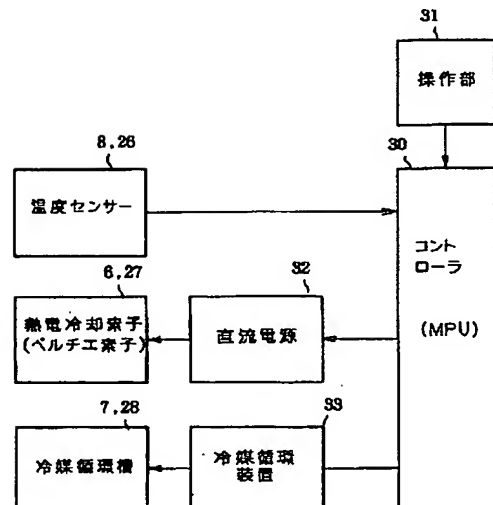 31
操作部
30
8,26
温度センサー
コント
ローラ
(MPU)
6,27
熱電冷却素子
(ペルチエ素子)
32
直流電源
7,28
冷媒循環槽
33
冷媒循環
装置